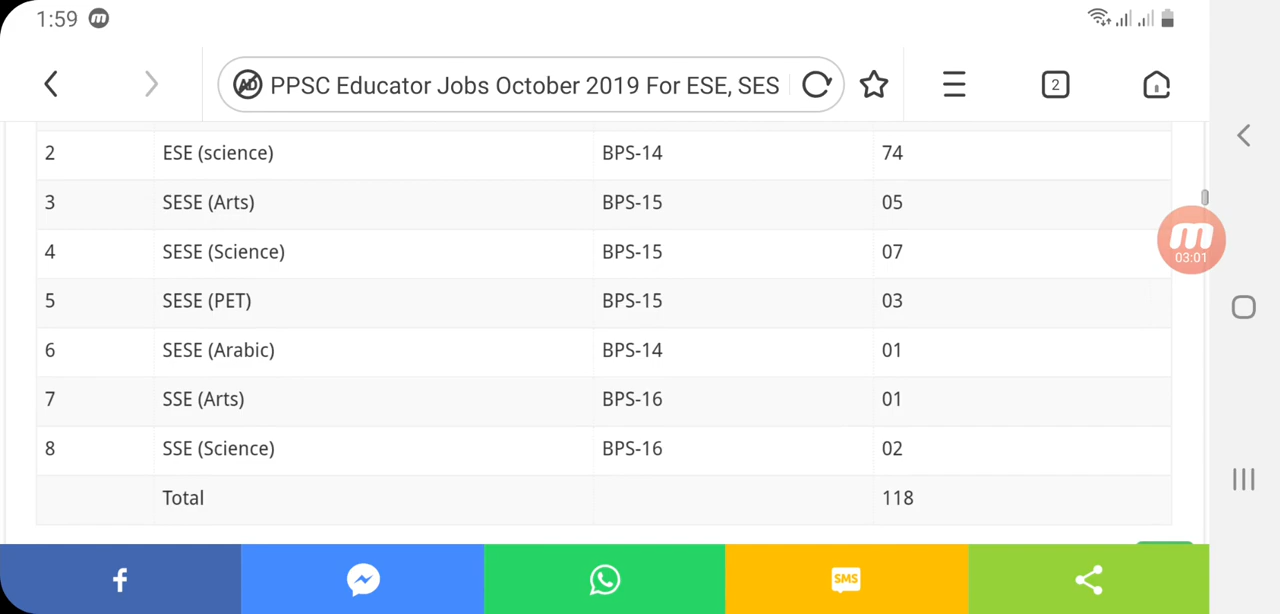 1:59
PPSC Educator Jobs October 2019 For ESE, SES
2
2 ESE (science) BPS-14 74
3 SESE (Arts) BPS-15 05
4 SESE (Science) BPS-15 07
5 SESE (PET) BPS-15 03
6 SESE (Arabic) BPS-14 01
7 SSE (Arts) BPS-16 01
8 SSE (Science) BPS-16 02
Total 118
03:01
SMS